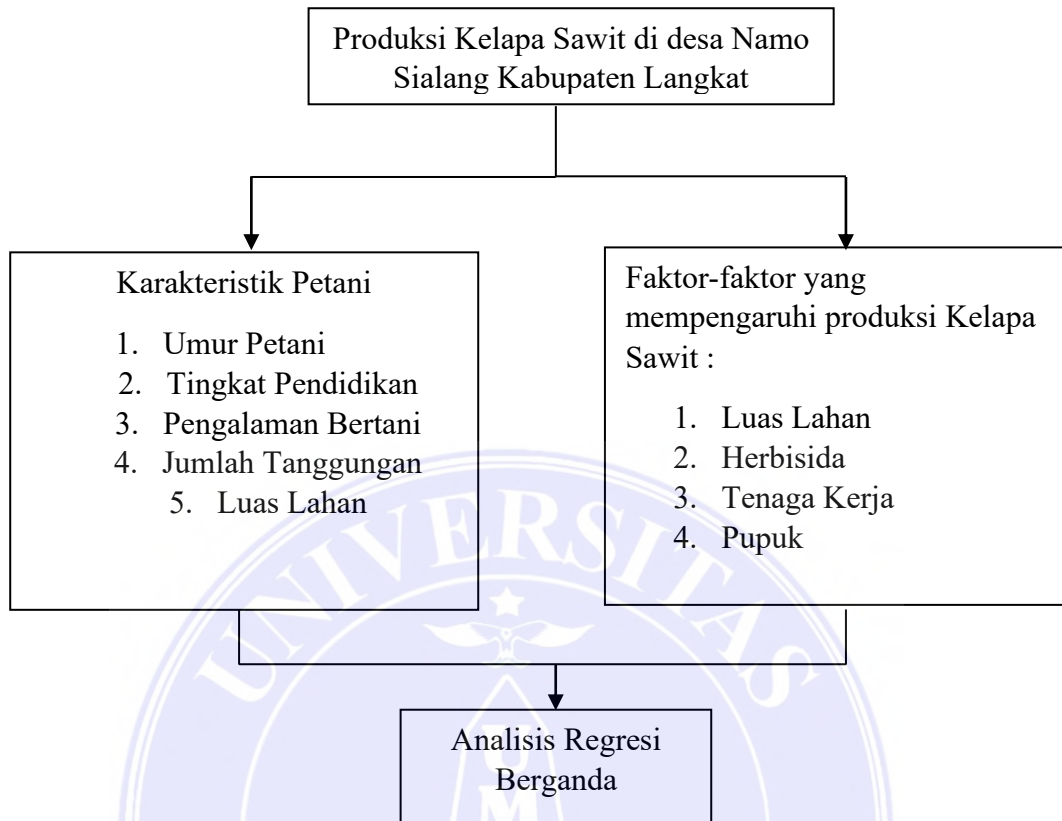 Produksi Kelapa Sawit di desa Namo
Sialang Kabupaten Langkat
Karakteristik Petani
1. Umur Petani
2. Tingkat Pendidikan
3. Pengalaman Bertani
4. Jumlah Tanggungan
5. Luas Lahan
Faktor-faktor yang
mempengaruhi produksi Kelapa
Sawit :
1. Luas Lahan
2. Herbisida
3. Tenaga Kerja
4. Pupuk
UNIVERSITAS
Analisis Regresi
Berganda
U
M